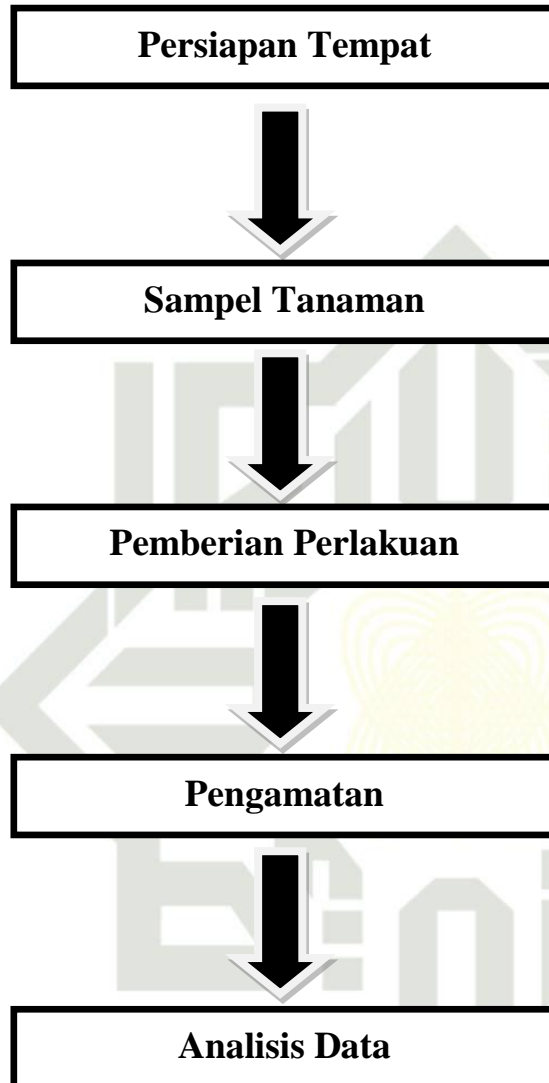 Persiapan Tempat
Sampel Tanaman
Pemberian Perlakuan
Pengamatan
Analisis Data